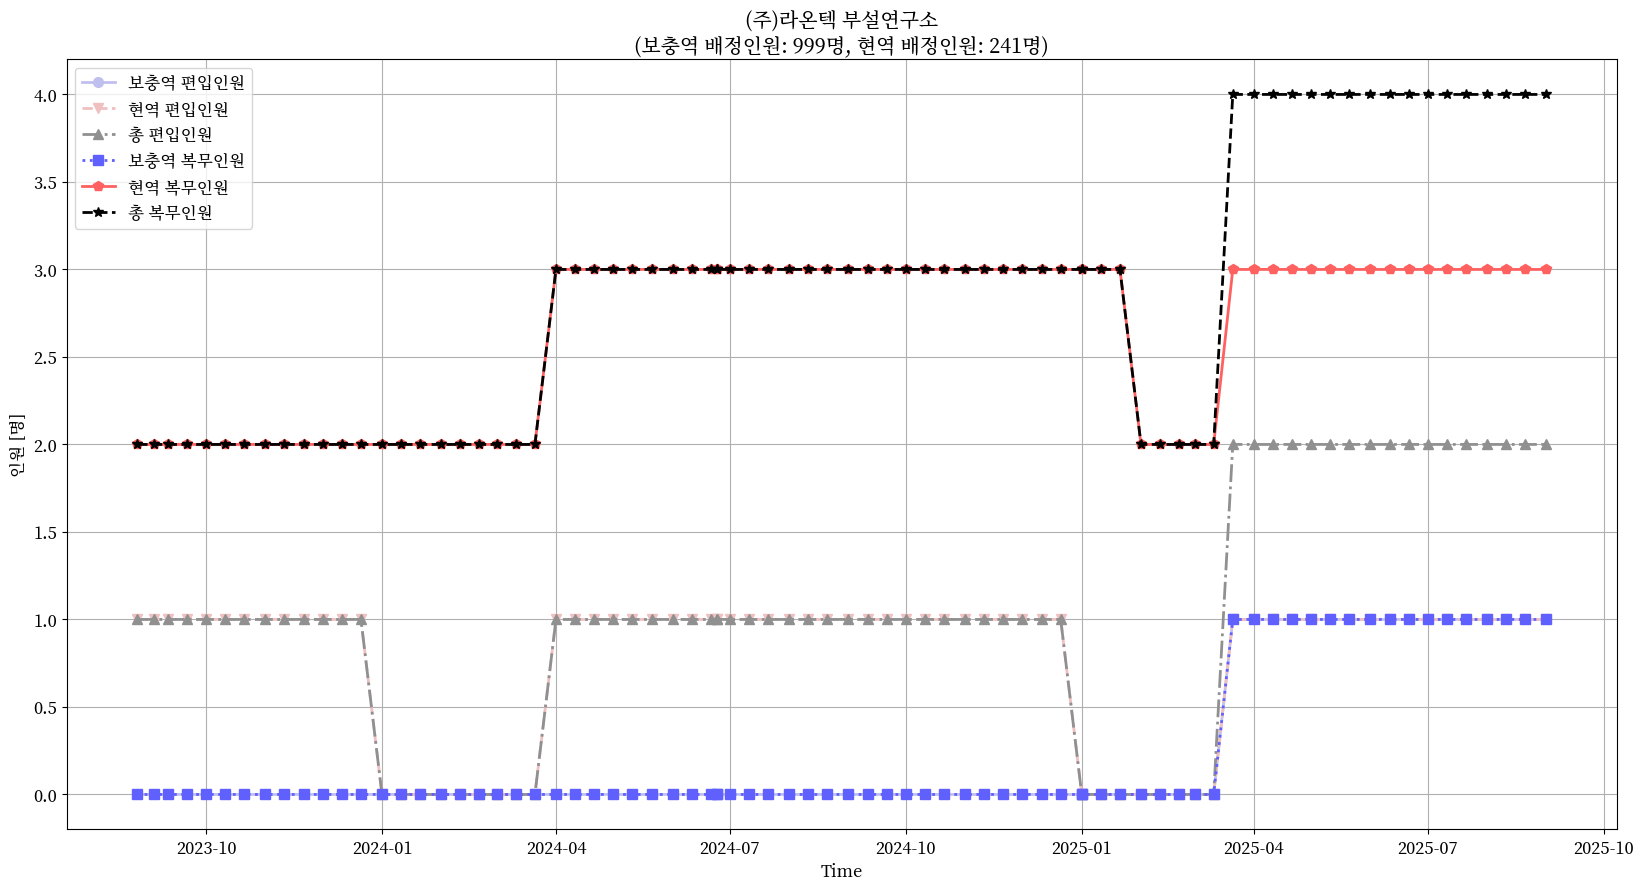 (주)라온텍 부설연구소
(보충역 배정인원: 999명, 현역 배정인원: 241명)
보충역 편입인원
현역 편입인원
총 편입인원
보충역 복무인원
현역 복무인원
총 복무인원
4.0
3.5
3.0
2.5
2.0
1.5
1.0
0.5
0.0
인원 [명]
2023-10
2024-01
2024-04
2024-07
2024-10
2025-01
2025-04
2025-07
2025-10
Time